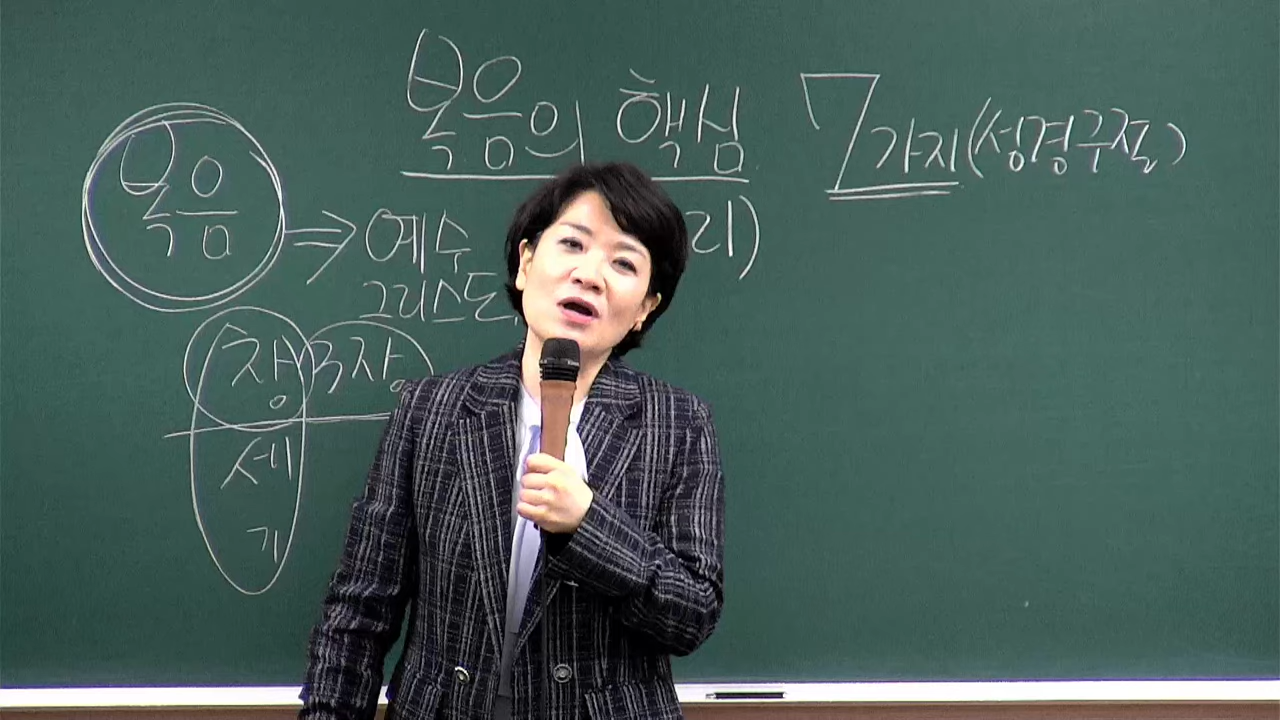 복음의 핵심 7가지(성경구절)
복음 ⇒ 예수 리)
그리스도
창 3장
세
기